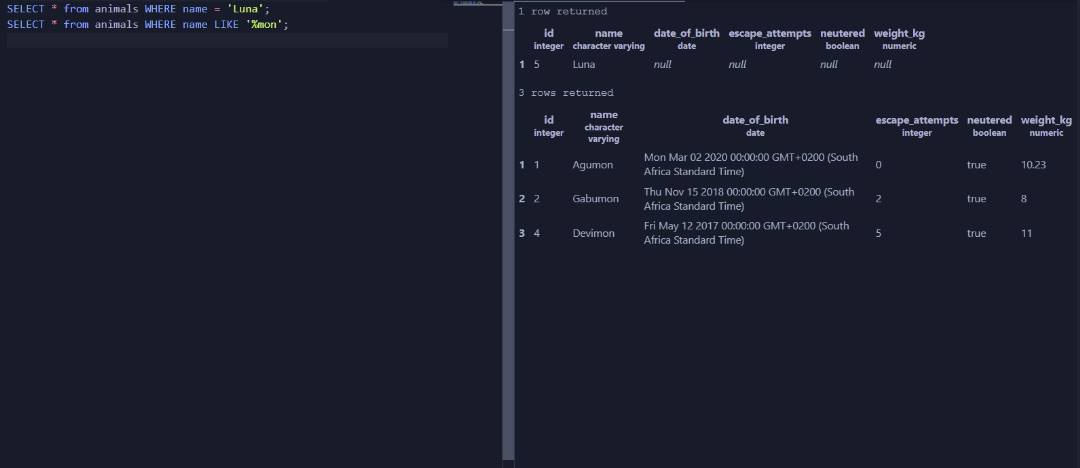 SELECT * from animals WHERE name = 'Luna';
SELECT * from animals WHERE name LIKE '%mon';
1 row returned
id name date_of_birth escape_attempts neutered weight_kg
integer character varying date integer boolean numeric
1 5 Luna null null null null
3 rows returned
id name date_of_birth escape_attempts neutered weight_kg
integer character varying date integer boolean numeric
1 1 Agumon Mon Mar 02 2020 00:00:00 GMT+0200 (South
Africa Standard Time) 0 true 10.23
2 2 Gabumon Thu Nov 15 2018 00:00:00 GMT+0200 (South
Africa Standard Time) 2 true 8
3 4 Devimon Fri May 12 2017 00:00:00 GMT+0200 (South
Africa Standard Time) 5 true 11